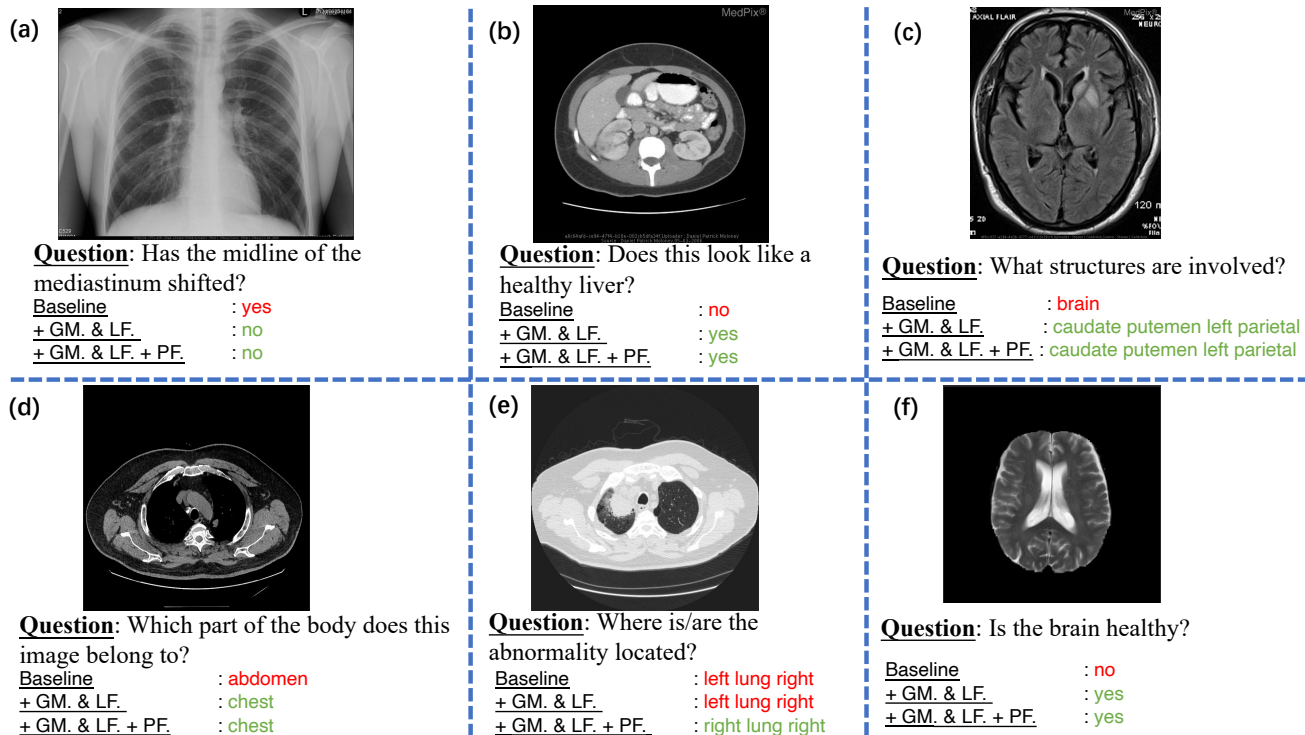 (a)
L
Question: Has the midline of the
mediastinum shifted?
Baseline : yes
+ GM. & LF. : no
+ GM. & LF. + PF. : no
(b)
MedPix®
Question: Does this look like a
healthy liver?
Baseline : no
+ GM. & LF. : yes
+ GM. & LF. + PF. : yes
(c)
AXIAL FLAIR
NEURO
120 m
Question: What structures are involved?
Baseline : brain
+ GM. & LF. : caudate putemen left parietal
+ GM. & LF. + PF. : caudate putemen left parietal
(d)
Question: Which part of the body does this
image belong to?
Baseline : abdomen
+ GM. & LF. : chest
+ GM. & LF. + PF. : chest
(e)
Question: Where is/are the
abnormality located?
Baseline : left lung right
+ GM. & LF. : left lung right
+ GM. & LF. + PF. : right lung right
(f)
Question: Is the brain healthy?
Baseline : no
+ GM. & LF. : yes
+ GM. & LF. + PF. : yes